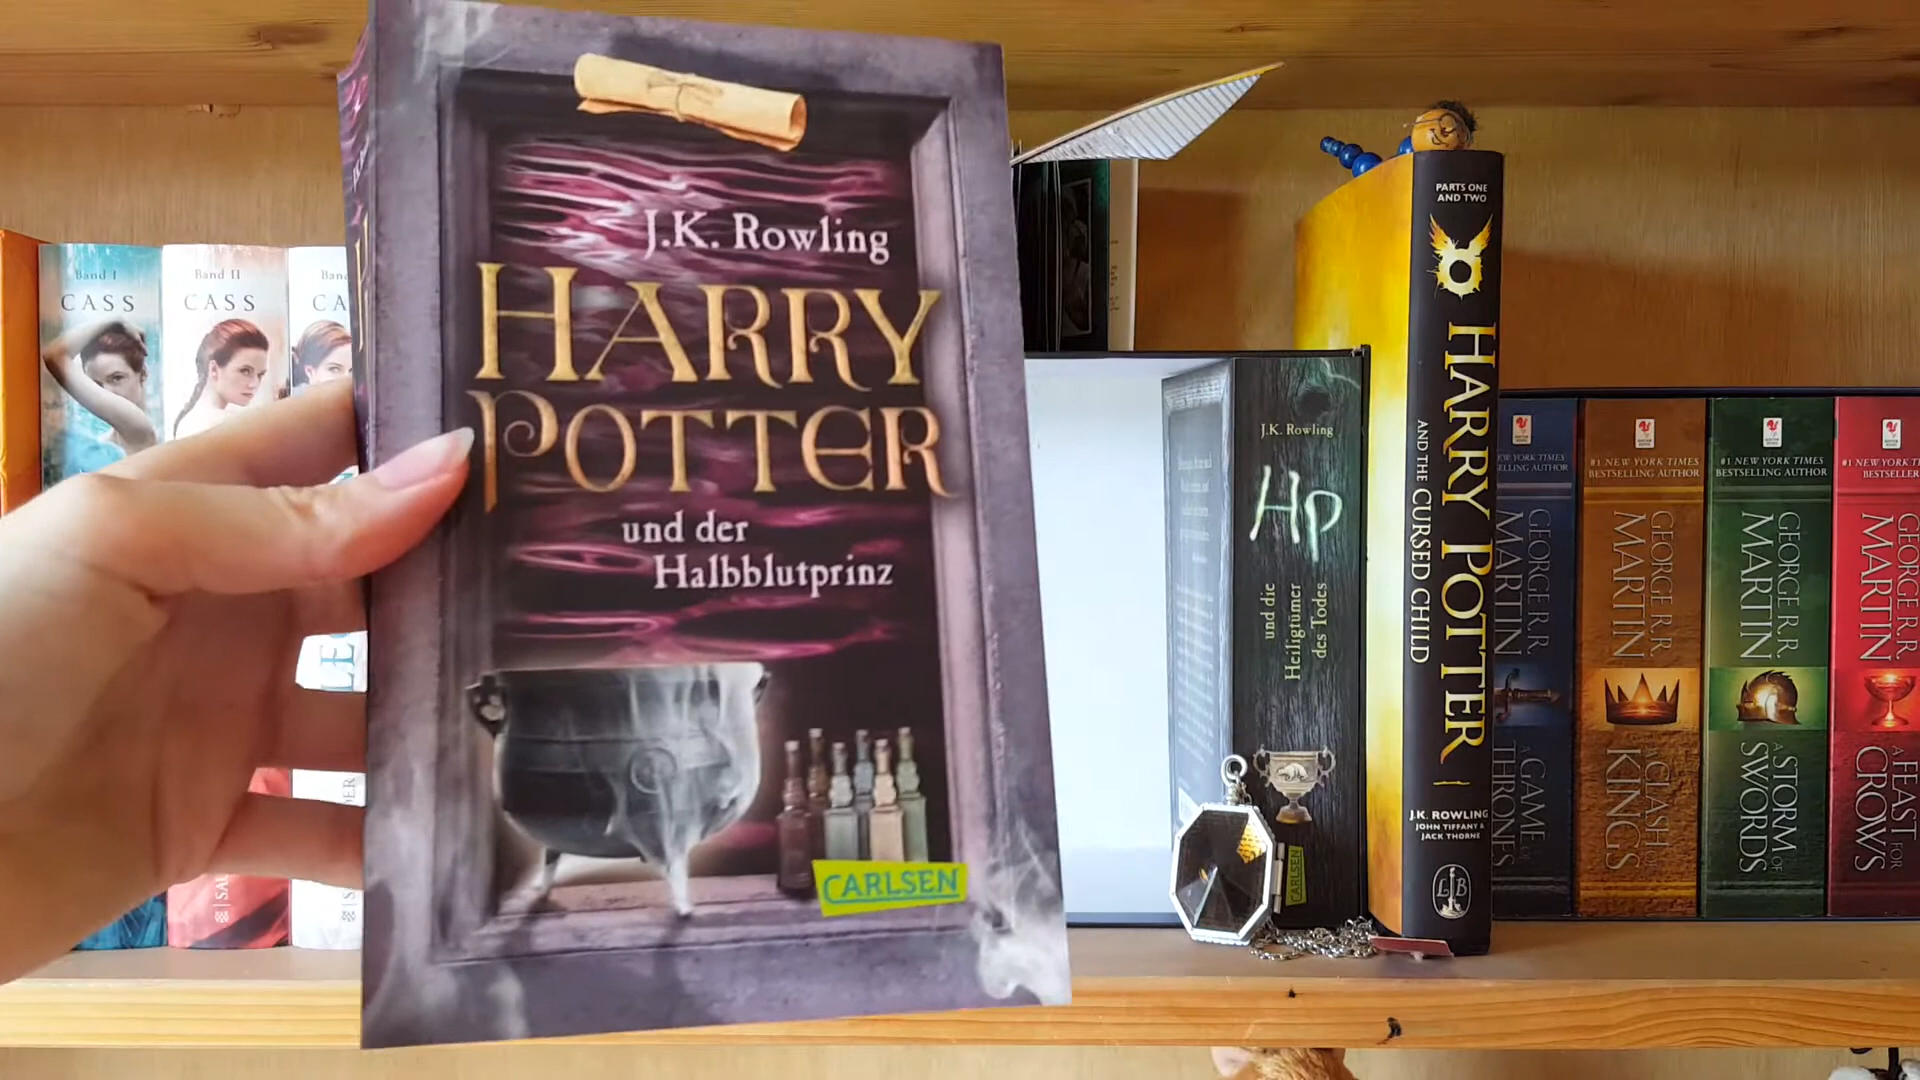 J.K. Rowling
HARRY
POTTER
und der
Halbblutprinz
CARLSEN
Band I
CASS
Band II
CASS
J.K. Rowling
Hp
und die
Heiligtümer
des Todes
CARLSEN
PARTS ONE
AND TWO
HARRY POTTER
AND THE CURSED CHILD
J.K. ROWLING
JOHN TIFFANY &
JACK THORNE
LB
GEORGE R.R.
MARTIN
A GAME OF
THRONES
#1 NEW YORK TIMES
BESTSELLING AUTHOR
GEORGE R.R.
MARTIN
A CLASH OF
KINGS
#1 NEW YORK TIMES
BESTSELLING AUTHOR
GEORGE R.R.
MARTIN
A STORM OF
SWORDS
#1 NEW YORK
GEORGE R.R.
MARTIN
A FEAST FOR
CROWS